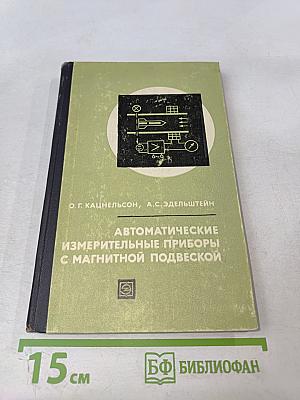 О. Г. КАЦНЕЛЬСОН, А. С. ЭДЕЛЬШТЕЙН
АВТОМАТИЧЕСКИЕ
ИЗМЕРИТЕЛЬНЫЕ ПРИБОРЫ
С МАГНИТНОЙ ПОДВЕСКОЙ
15 см
БФ БИБЛИОФАН